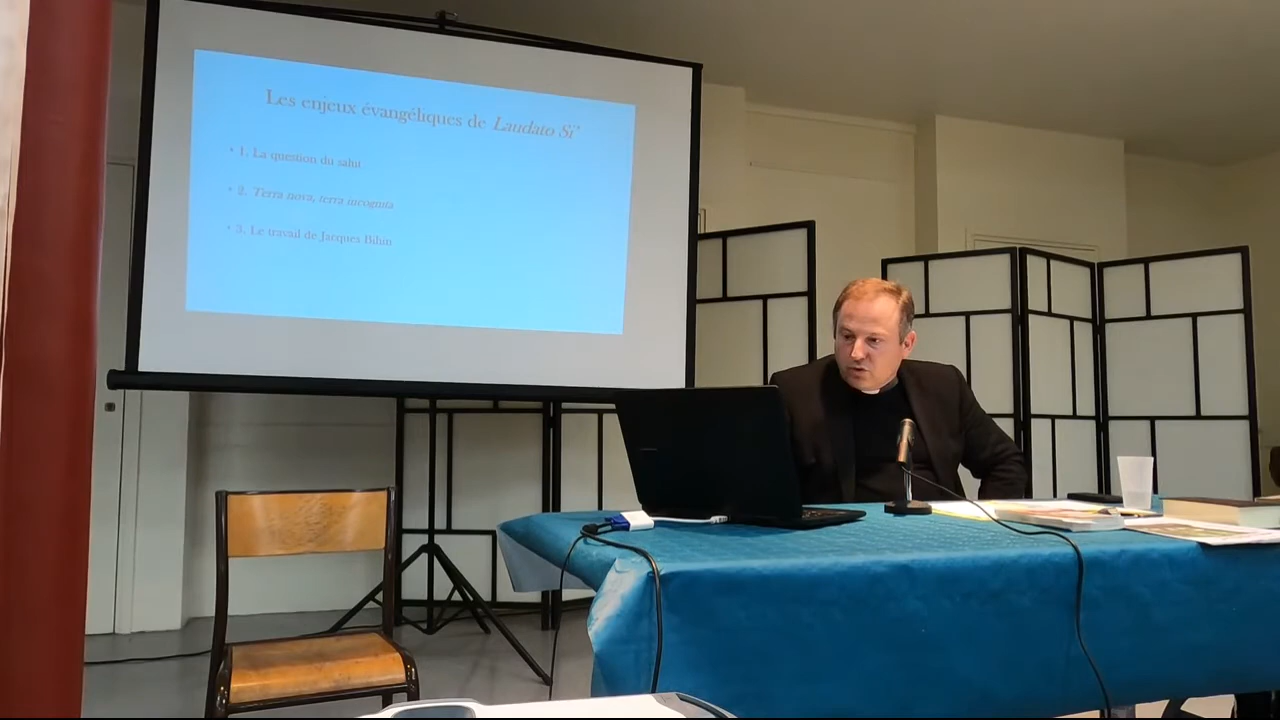 Les enjeux évangéliques de Laudato Si'
• 1. La question du salut
• 2. Terra nova, terra incognita
• 3. Le travail de Jacques Bihin